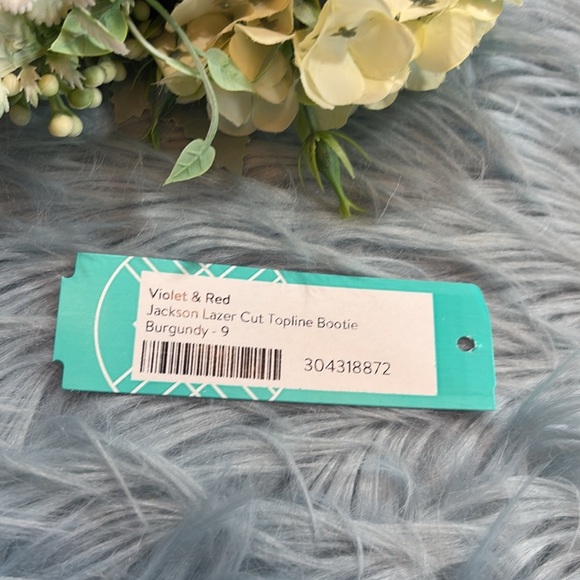 Violet & Red
Jackson Lazer Cut Topline Bootie
Burgundy - 9
304318872